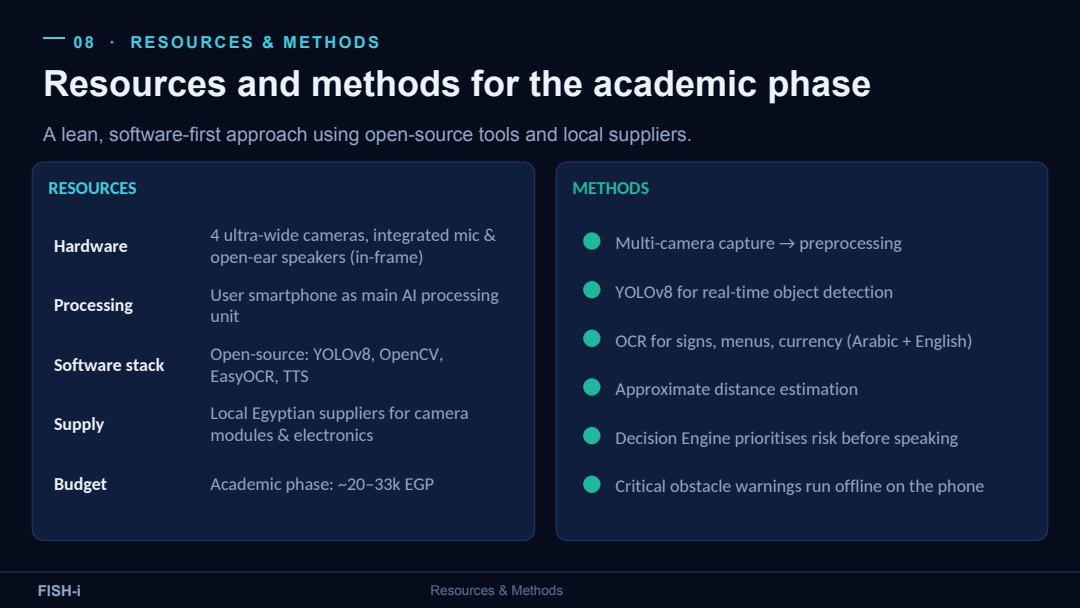 08 · RESOURCES & METHODS
Resources and methods for the academic phase
A lean, software-first approach using open-source tools and local suppliers.
RESOURCES
Hardware
4 ultra-wide cameras, integrated mic &
open-ear speakers (in-frame)
Processing
User smartphone as main AI processing
unit
Software stack
Open-source: YOLOv8, OpenCV,
EasyOCR, TTS
Supply
Local Egyptian suppliers for camera
modules & electronics
Budget
Academic phase: ~20–33k EGP
METHODS
Multi-camera capture → preprocessing
YOLOv8 for real-time object detection
OCR for signs, menus, currency (Arabic + English)
Approximate distance estimation
Decision Engine prioritises risk before speaking
Critical obstacle warnings run offline on the phone
FISH-i
Resources & Methods